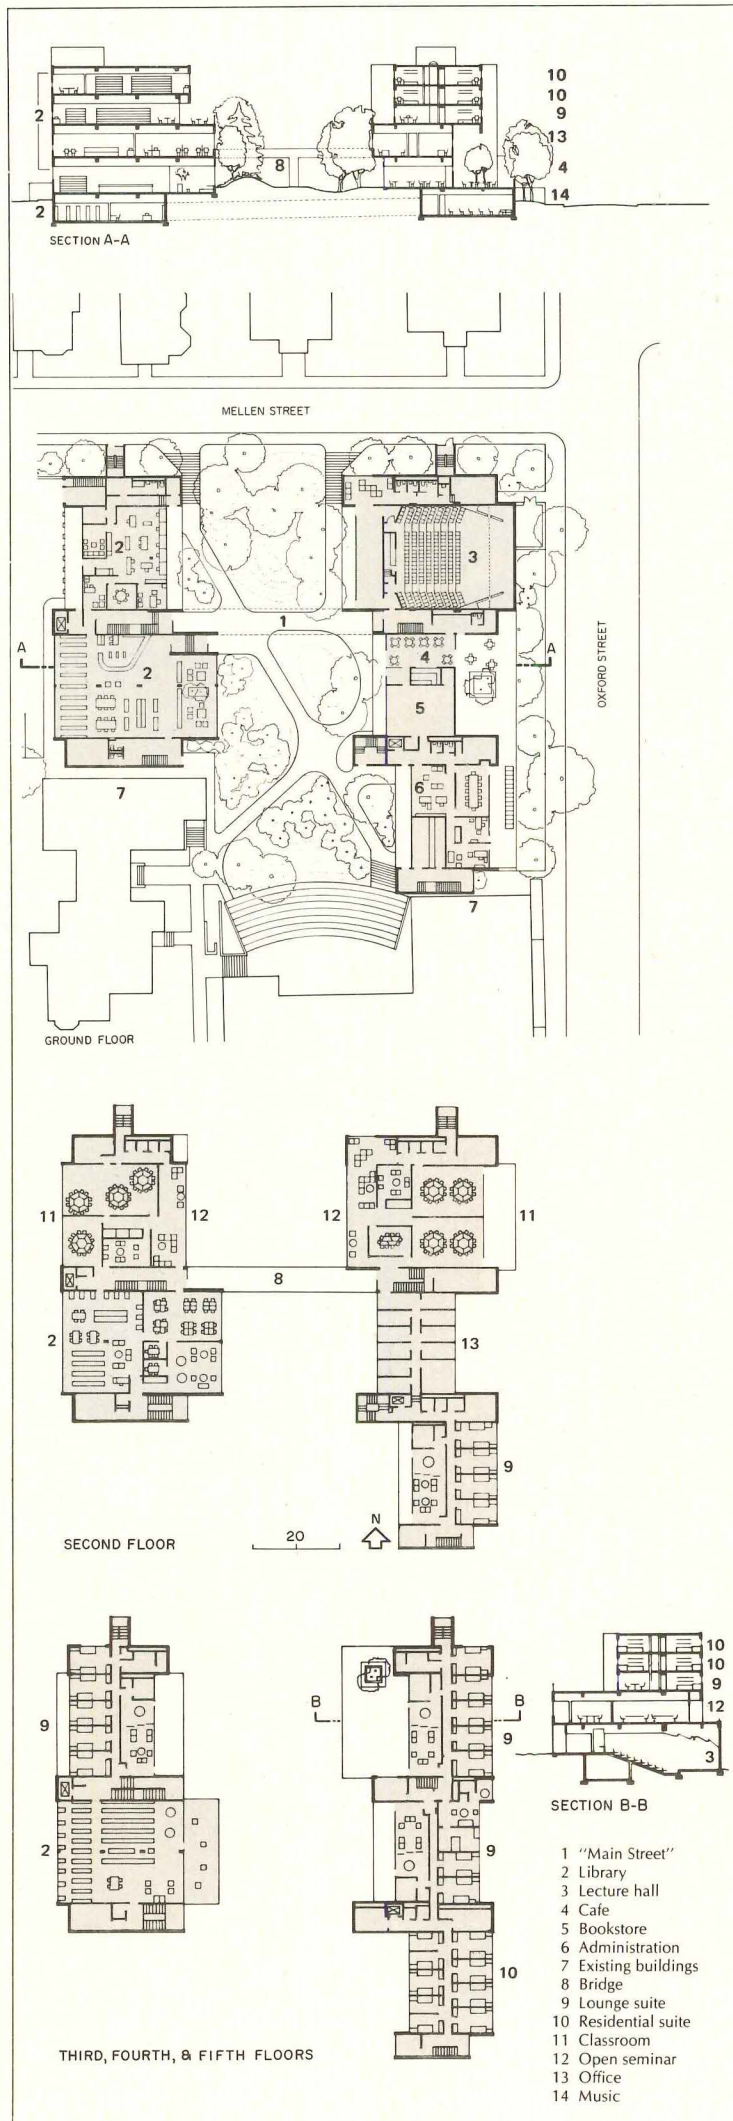 10
10
2
9
13
8
4
14
2
SECTION A-A
MELLEN STREET
2
3
1
A
4
A
2
OXFORD STREET
5
7
6
7
GROUND FLOOR
11
12
12
11
8
2
13
9
N
SECOND FLOOR
20
10
10
9
B
B
9
9
12
3
SECTION B-B
2
9
10
1 "Main Street"
2 Library
3 Lecture hall
4 Cafe
5 Bookstore
6 Administration
7 Existing buildings
8 Bridge
9 Lounge suite
10 Residential suite
11 Classroom
12 Open seminar
13 Office
14 Music
THIRD, FOURTH, & FIFTH FLOORS